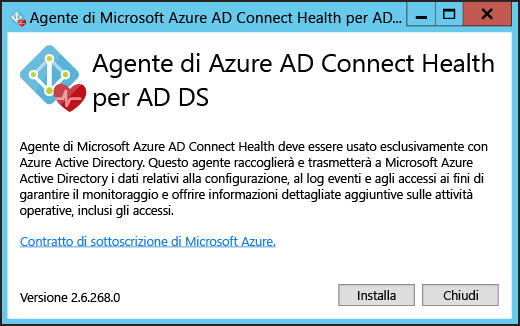 Agente di Microsoft Azure AD Connect Health per AD...
Agente di Azure AD Connect Health
per AD DS
Agente di Microsoft Azure AD Connect Health deve essere usato esclusivamente con
Azure Active Directory. Questo agente raccoglierà e trasmetterà a Microsoft Azure
Active Directory i dati relativi alla configurazione, al log eventi e agli accessi ai fini di
garantire il monitoraggio e offrire informazioni dettagliate aggiuntive sulle attività
operative, inclusi gli accessi.
Contratto di sottoscrizione di Microsoft Azure.
Versione 2.6.268.0
Installa
Chiudi